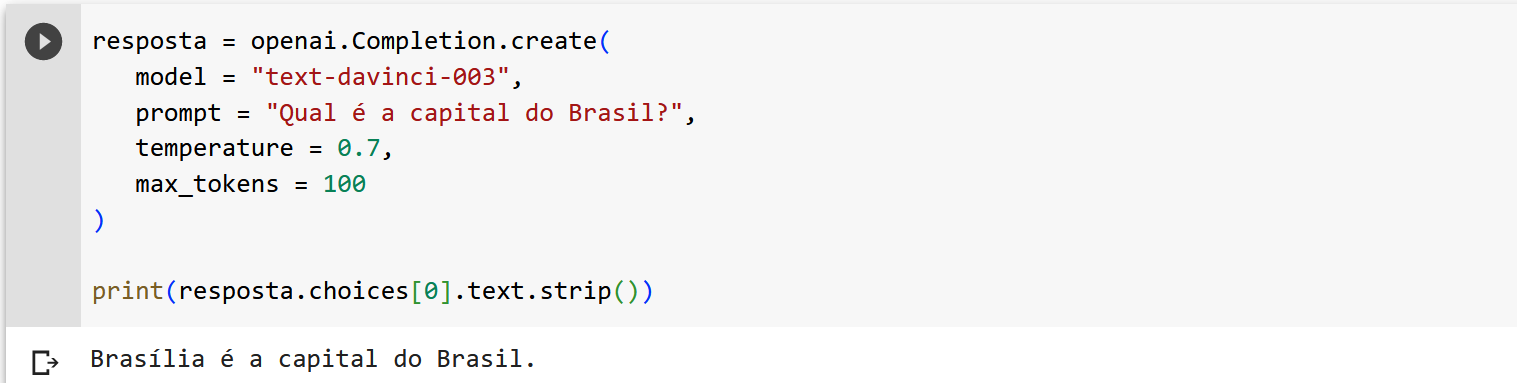 resposta = openai.Completion.create(
   model = "text-davinci-003",
   prompt = "Qual é a capital do Brasil?",
   temperature = 0.7,
   max_tokens = 100
)
print(resposta.choices[0].text.strip())
Brasília é a capital do Brasil.